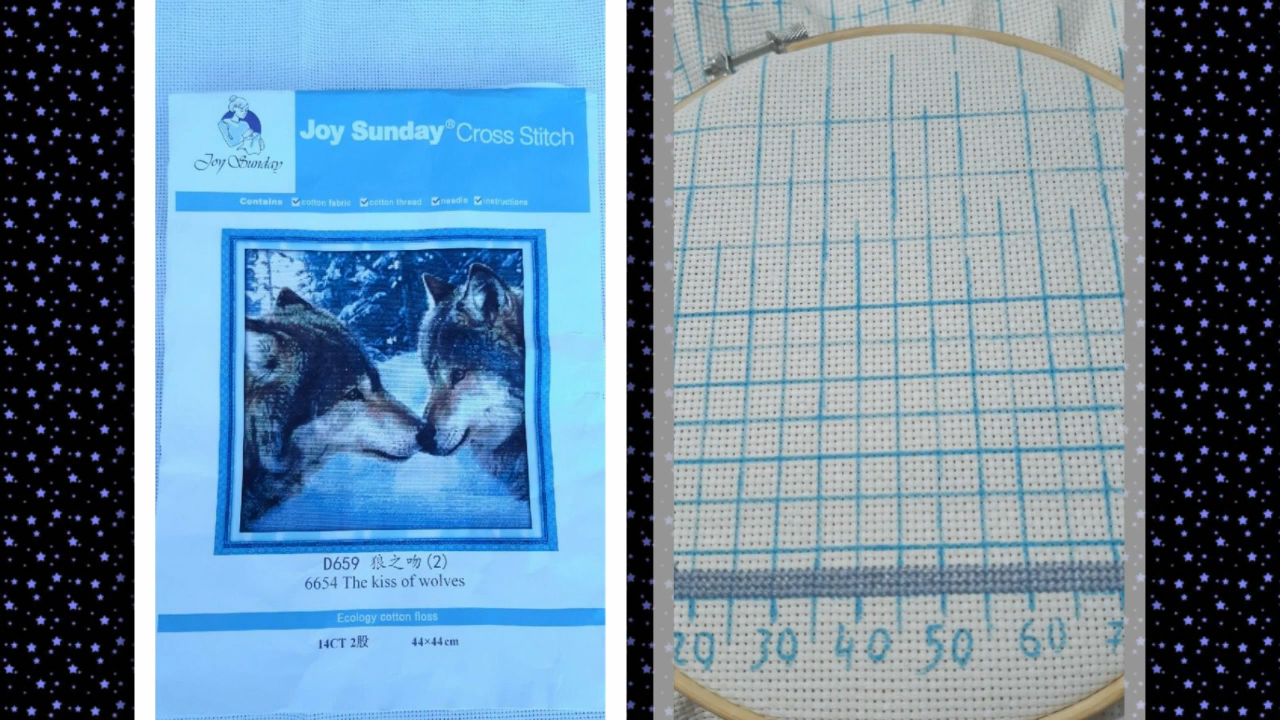 Joy Sunday
Joy Sunday® Cross Stitch
Contains cotton fabric cotton thread needle instructions
D659 狼之吻(2)
6654 The kiss of wolves
Ecology cotton floss
14CT 2股 44×44cm
20 30 40 50 60 7